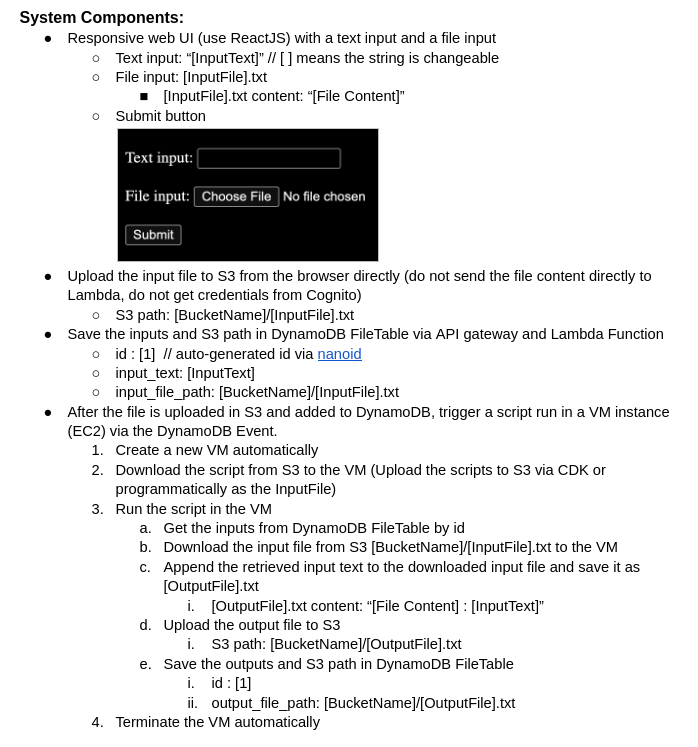 System Components:
● Responsive web UI (use ReactJS) with a text input and a file input
○ Text input: “[InputText]” // [ ] means the string is changeable
○ File input: [InputFile].txt
■ [InputFile].txt content: “[File Content]”
○ Submit button
Text input:
File input: Choose File No file chosen
Submit
● Upload the input file to S3 from the browser directly (do not send the file content directly to
Lambda, do not get credentials from Cognito)
○ S3 path: [BucketName]/[InputFile].txt
● Save the inputs and S3 path in DynamoDB FileTable via API gateway and Lambda Function
○ id : [1]  // auto-generated id via nanoid
○ input_text: [InputText]
○ input_file_path: [BucketName]/[InputFile].txt
● After the file is uploaded in S3 and added to DynamoDB, trigger a script run in a VM instance
(EC2) via the DynamoDB Event.
1. Create a new VM automatically
2. Download the script from S3 to the VM (Upload the scripts to S3 via CDK or
programmatically as the InputFile)
3. Run the script in the VM
a. Get the inputs from DynamoDB FileTable by id
b. Download the input file from S3 [BucketName]/[InputFile].txt to the VM
c. Append the retrieved input text to the downloaded input file and save it as
[OutputFile].txt
i. [OutputFile].txt content: “[File Content] : [InputText]”
d. Upload the output file to S3
i. S3 path: [BucketName]/[OutputFile].txt
e. Save the outputs and S3 path in DynamoDB FileTable
i. id : [1]
ii. output_file_path: [BucketName]/[OutputFile].txt
4. Terminate the VM automatically